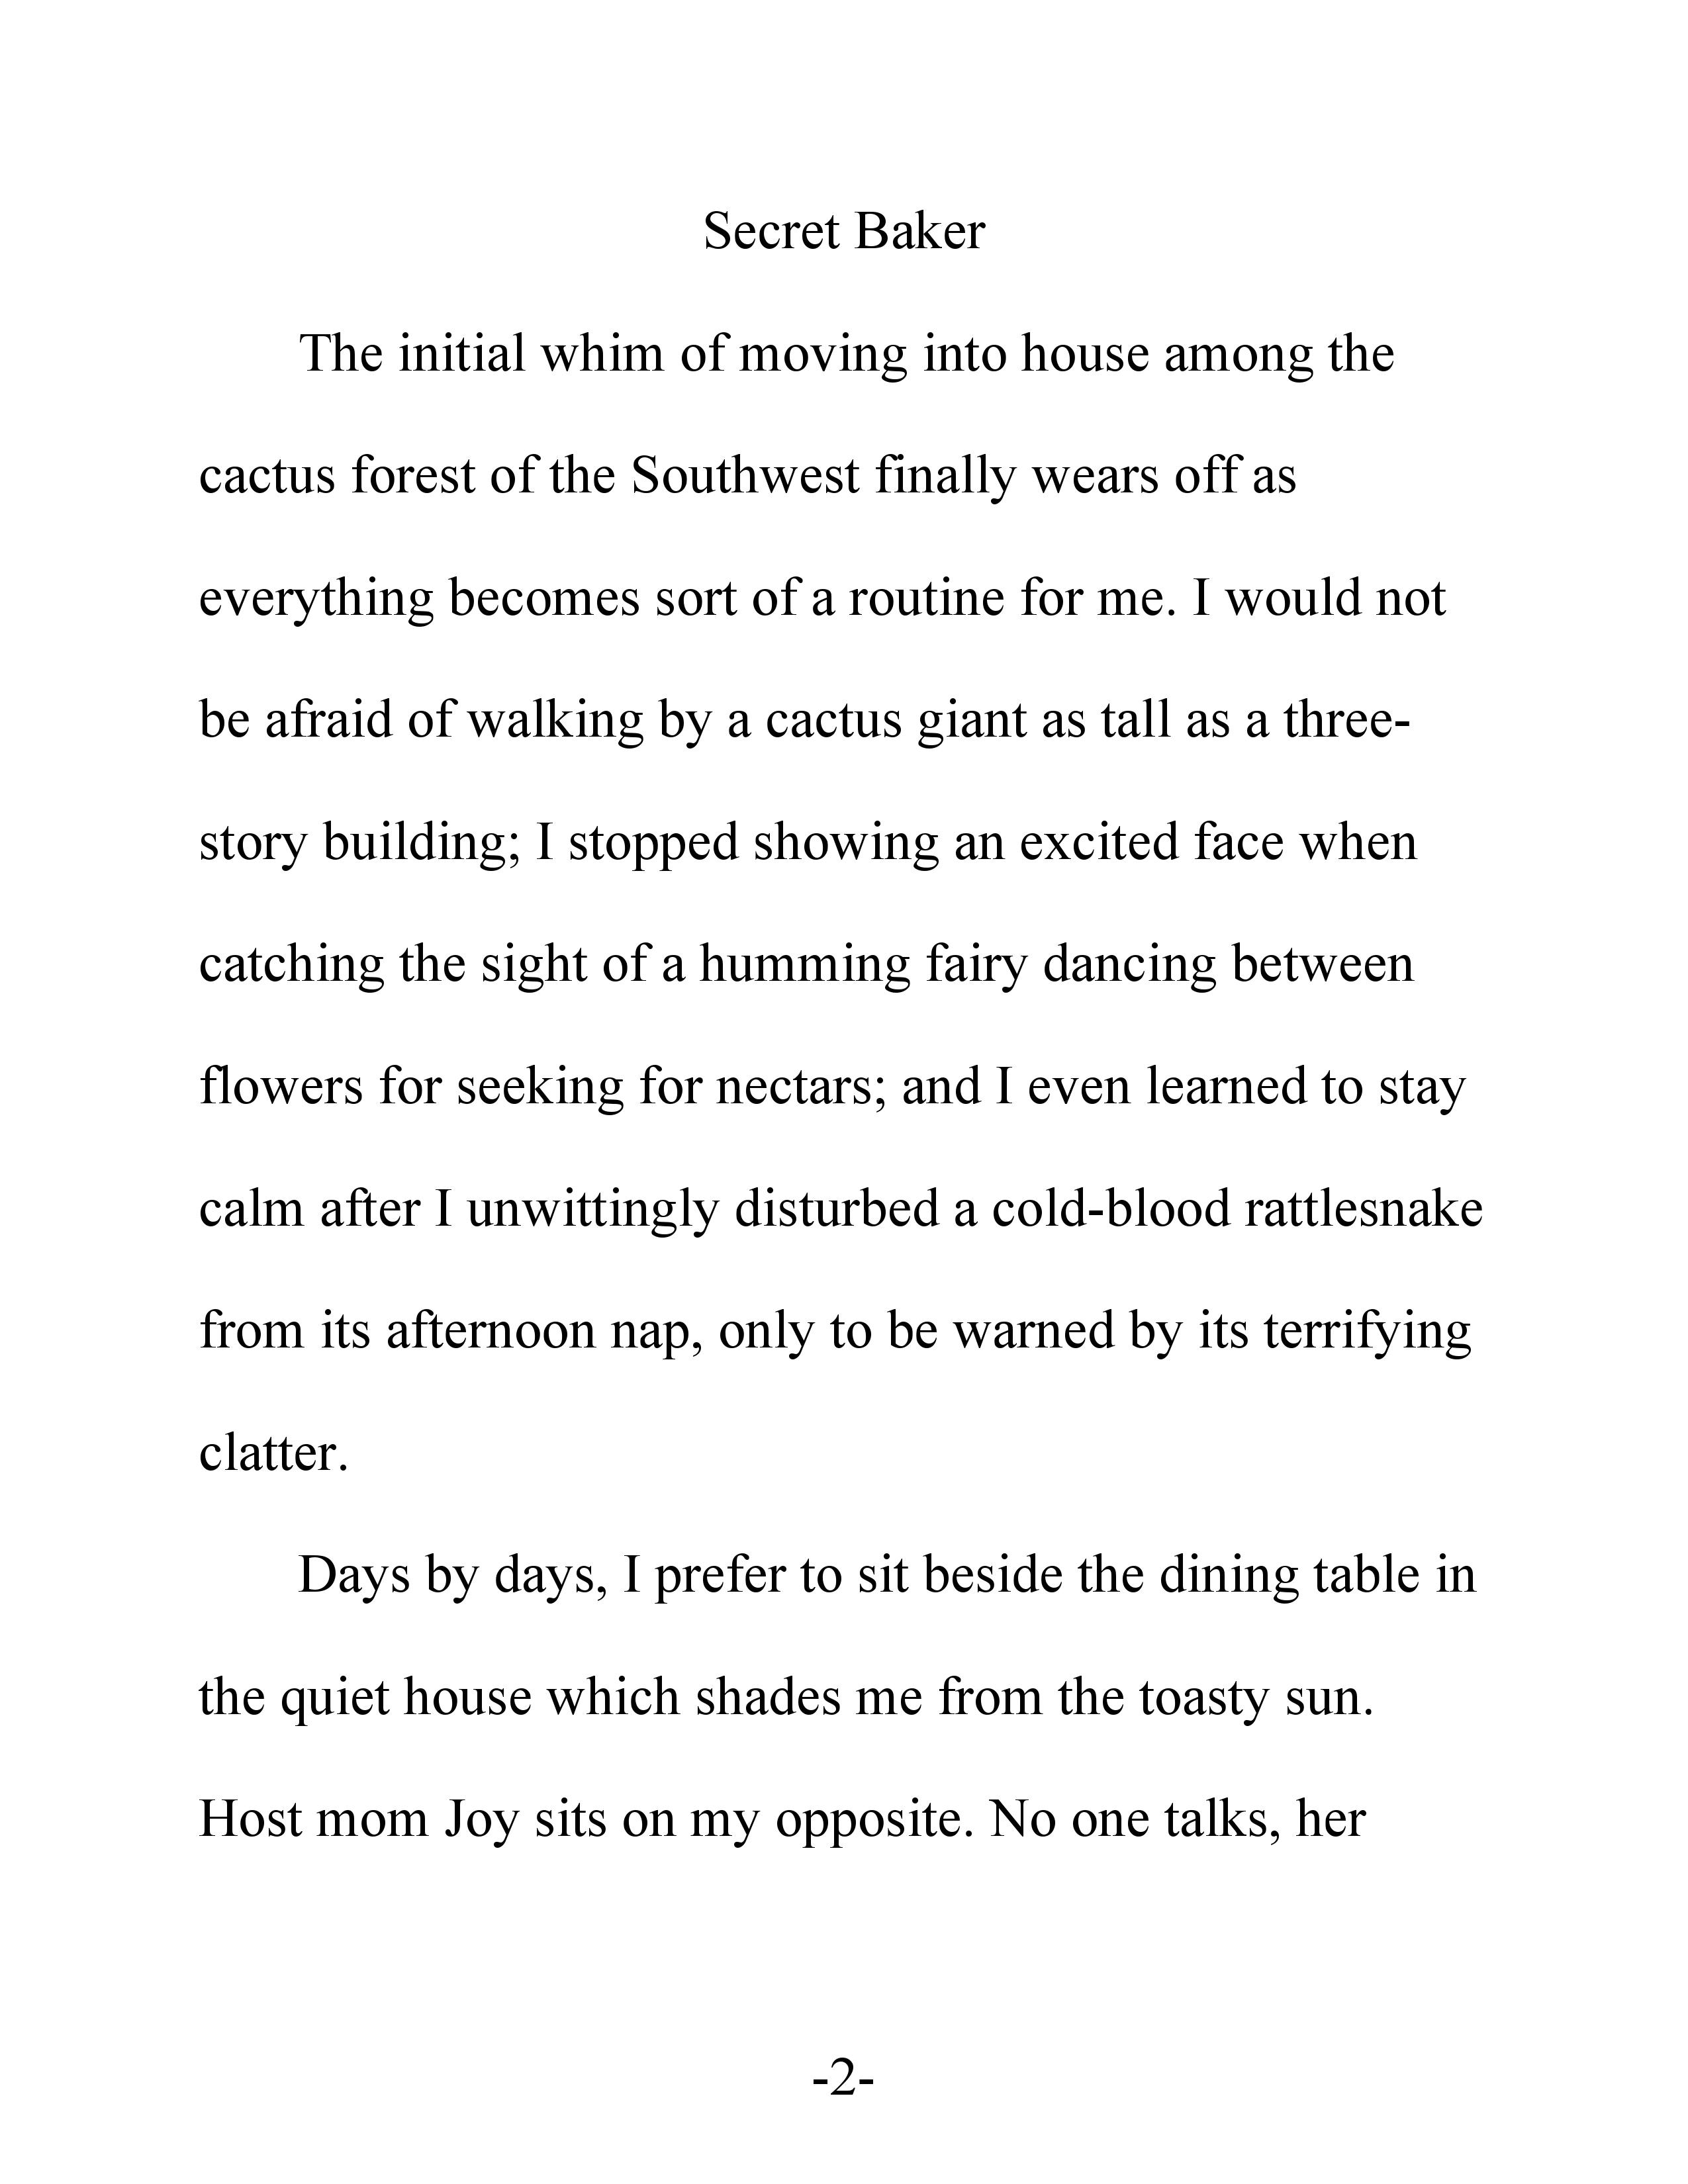 Secret Baker
The initial whim of moving into house among the
cactus forest of the Southwest finally wears off as
everything becomes sort of a routine for me. I would not
be afraid of walking by a cactus giant as tall as a three-
story building; I stopped showing an excited face when
catching the sight of a humming fairy dancing between
flowers for seeking for nectars; and I even learned to stay
calm after I unwittingly disturbed a cold-blood rattlesnake
from its afternoon nap, only to be warned by its terrifying
clatter.
Days by days, I prefer to sit beside the dining table in
the quiet house which shades me from the toasty sun.
Host mom Joy sits on my opposite. No one talks, her
-2-